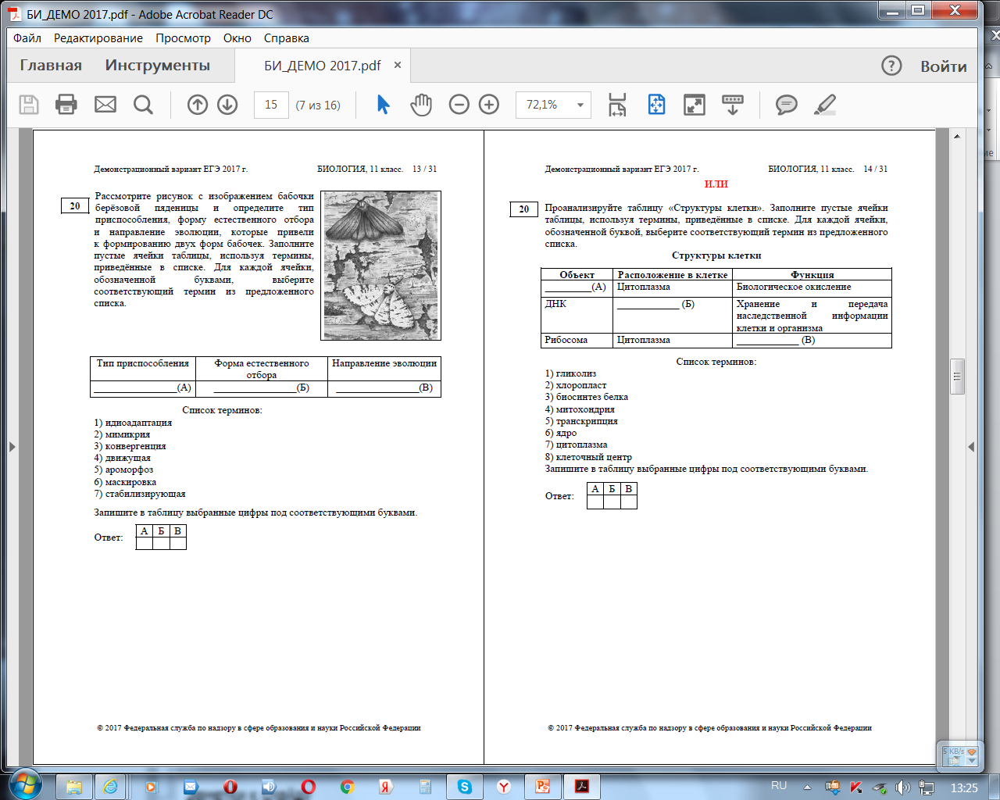 БИ_ДЕМО 2017.pdf - Adobe Acrobat Reader DC
Файл Редактирование Просмотр Окно Справка
Главная Инструменты БИ_ДЕМО 2017.pdf × ? Войти
15 (7 из 16) 72,1%
Демонстрационный вариант ЕГЭ 2017 г. БИОЛОГИЯ, 11 класс. 13 / 31
20
Рассмотрите рисунок с изображением бабочки
берёзовой пяденицы и определите тип
приспособления, форму естественного отбора
и направление эволюции, которые привели
к формированию двух форм бабочек. Заполните
пустые ячейки таблицы, используя термины,
приведённые в списке. Для каждой ячейки,
обозначенной буквами, выберите
соответствующий термин из предложенного
списка.
Тип приспособления Форма естественного отбора Направление эволюции
_________________(А) _________________(Б) _________________(В)
Список терминов:
1) идиоадаптация
2) мимикрия
3) конвергенция
4) движущая
5) ароморфоз
6) маскировка
7) стабилизирующая
Запишите в таблицу выбранные цифры под соответствующими буквами.
Ответ: А Б В
© 2017 Федеральная служба по надзору в сфере образования и науки Российской Федерации
Демонстрационный вариант ЕГЭ 2017 г. БИОЛОГИЯ, 11 класс. 14 / 31
ИЛИ
20
Проанализируйте таблицу «Структуры клетки». Заполните пустые ячейки
таблицы, используя термины, приведённые в списке. Для каждой ячейки,
обозначенной буквой, выберите соответствующий термин из предложенного
списка.
Структуры клетки
Объект Расположение в клетке Функция
_________(А) Цитоплазма Биологическое окисление
ДНК ____________ (Б) Хранение и передача
наследственной информации
клетки и организма
Рибосома Цитоплазма ____________ (В)
Список терминов:
1) гликолиз
2) хлоропласт
3) биосинтез белка
4) митохондрия
5) транскрипция
6) ядро
7) цитоплазма
8) клеточный центр
Запишите в таблицу выбранные цифры под соответствующими буквами.
Ответ: А Б В
© 2017 Федеральная служба по надзору в сфере образования и науки Российской Федерации
5 KB/s
RU 13:25